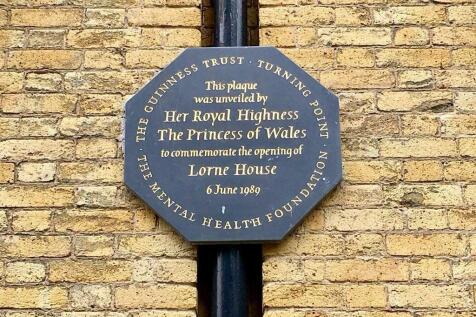 THE GUINNESS TRUST · TURNING POINT
This plaque
was unveiled by
Her Royal Highness
The Princess of Wales
to commemorate the opening of
Lorne House
6 June 1989
· THE MENTAL HEALTH FOUNDATION ·